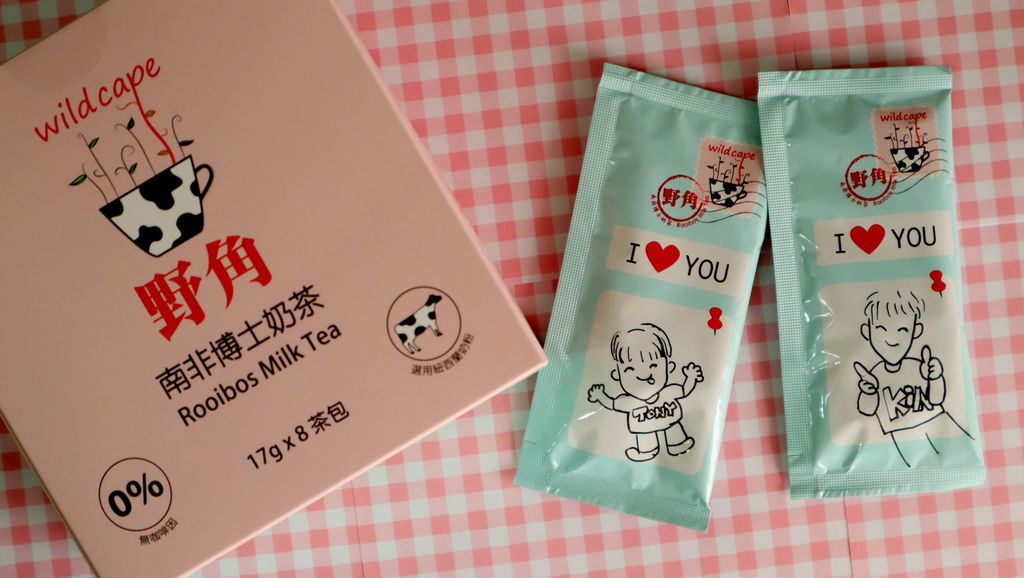 wildcape
野角
南非博士奶茶
Rooibos Milk Tea
17g x 8 茶包
選用紐西蘭奶粉
0%
無咖啡因
wildcape
野角
I ❤ YOU
TONY
wildcape
野角
I ❤ YOU
KIN